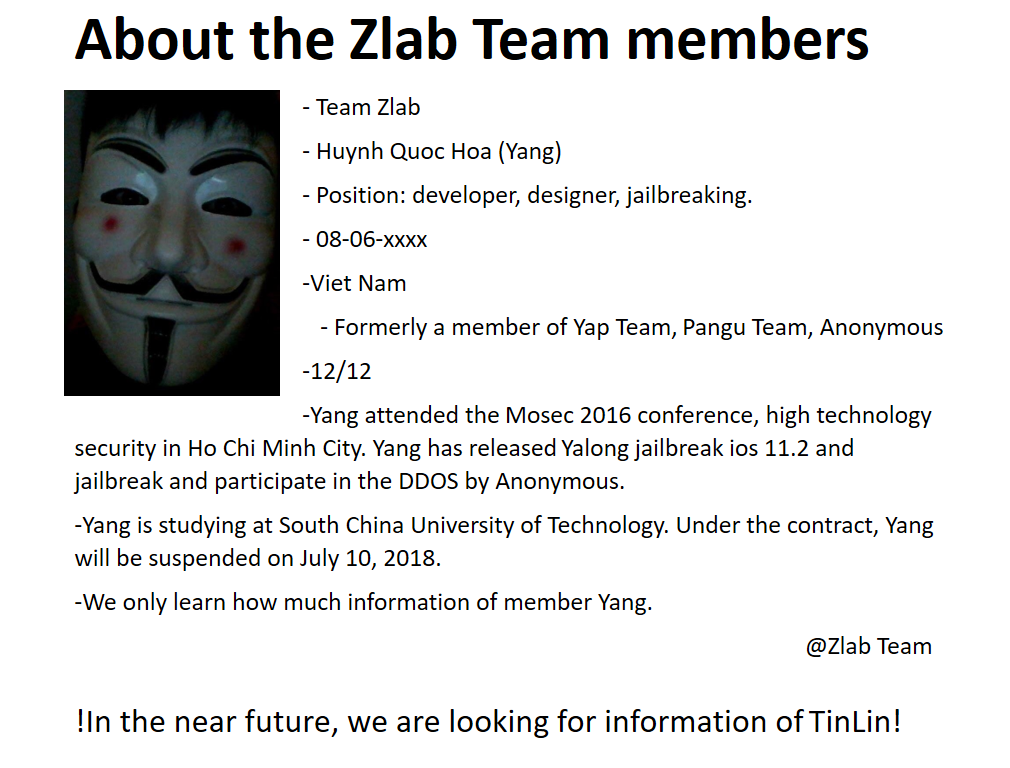 About the Zlab Team members
- Team Zlab
- Huynh Quoc Hoa (Yang)
- Position: developer, designer, jailbreaking.
- 08-06-xxxx
-Viet Nam
- Formerly a member of Yap Team, Pangu Team, Anonymous
-12/12
-Yang attended the Mosec 2016 conference, high technology
security in Ho Chi Minh City. Yang has released Yalong jailbreak ios 11.2 and
jailbreak and participate in the DDOS by Anonymous.
-Yang is studying at South China University of Technology. Under the contract, Yang
will be suspended on July 10, 2018.
-We only learn how much information of member Yang.
@Zlab Team
!In the near future, we are looking for information of TinLin!